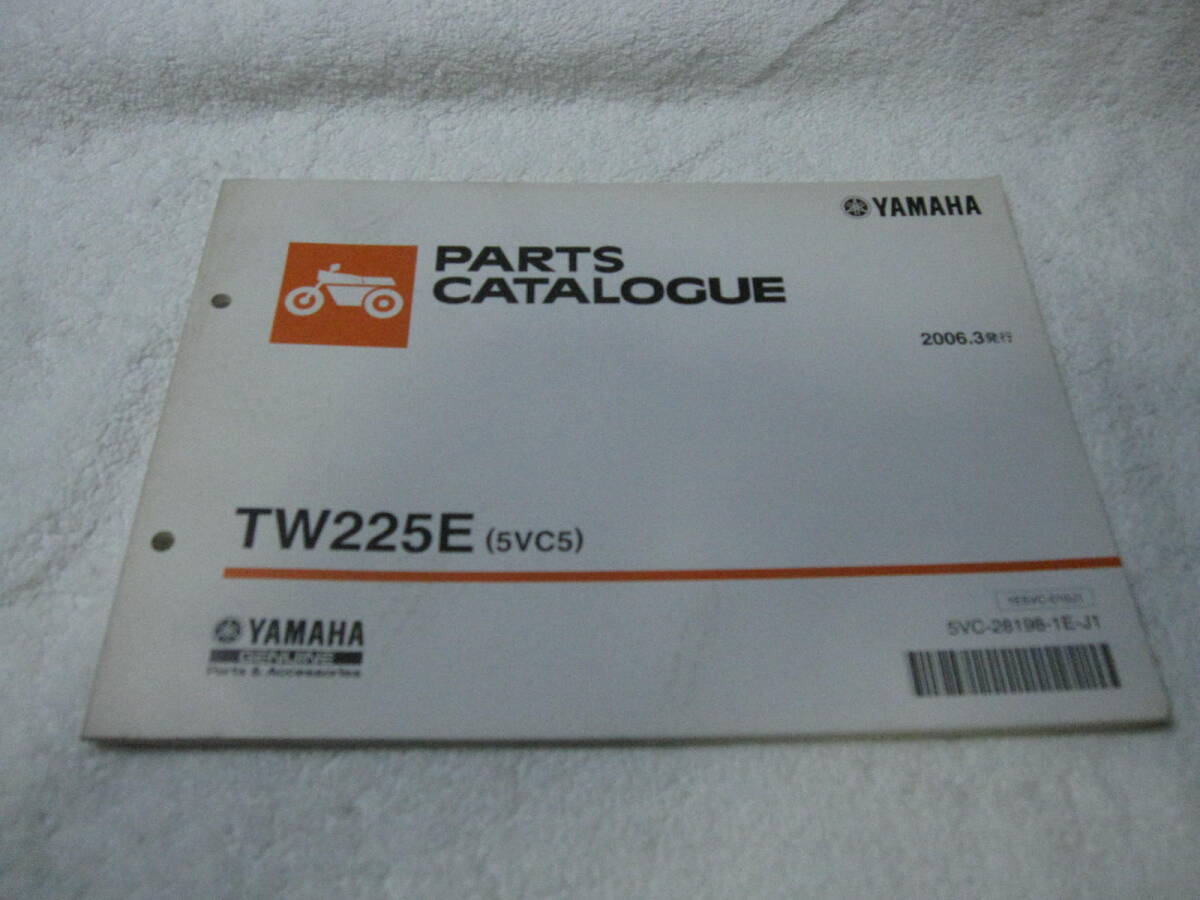 YAMAHA
PARTS
CATALOGUE
2006.3発行
TW225E (5VC5)
5VC-28198-1E-J1
YAMAHA
GENUINE
Parts & Accessories